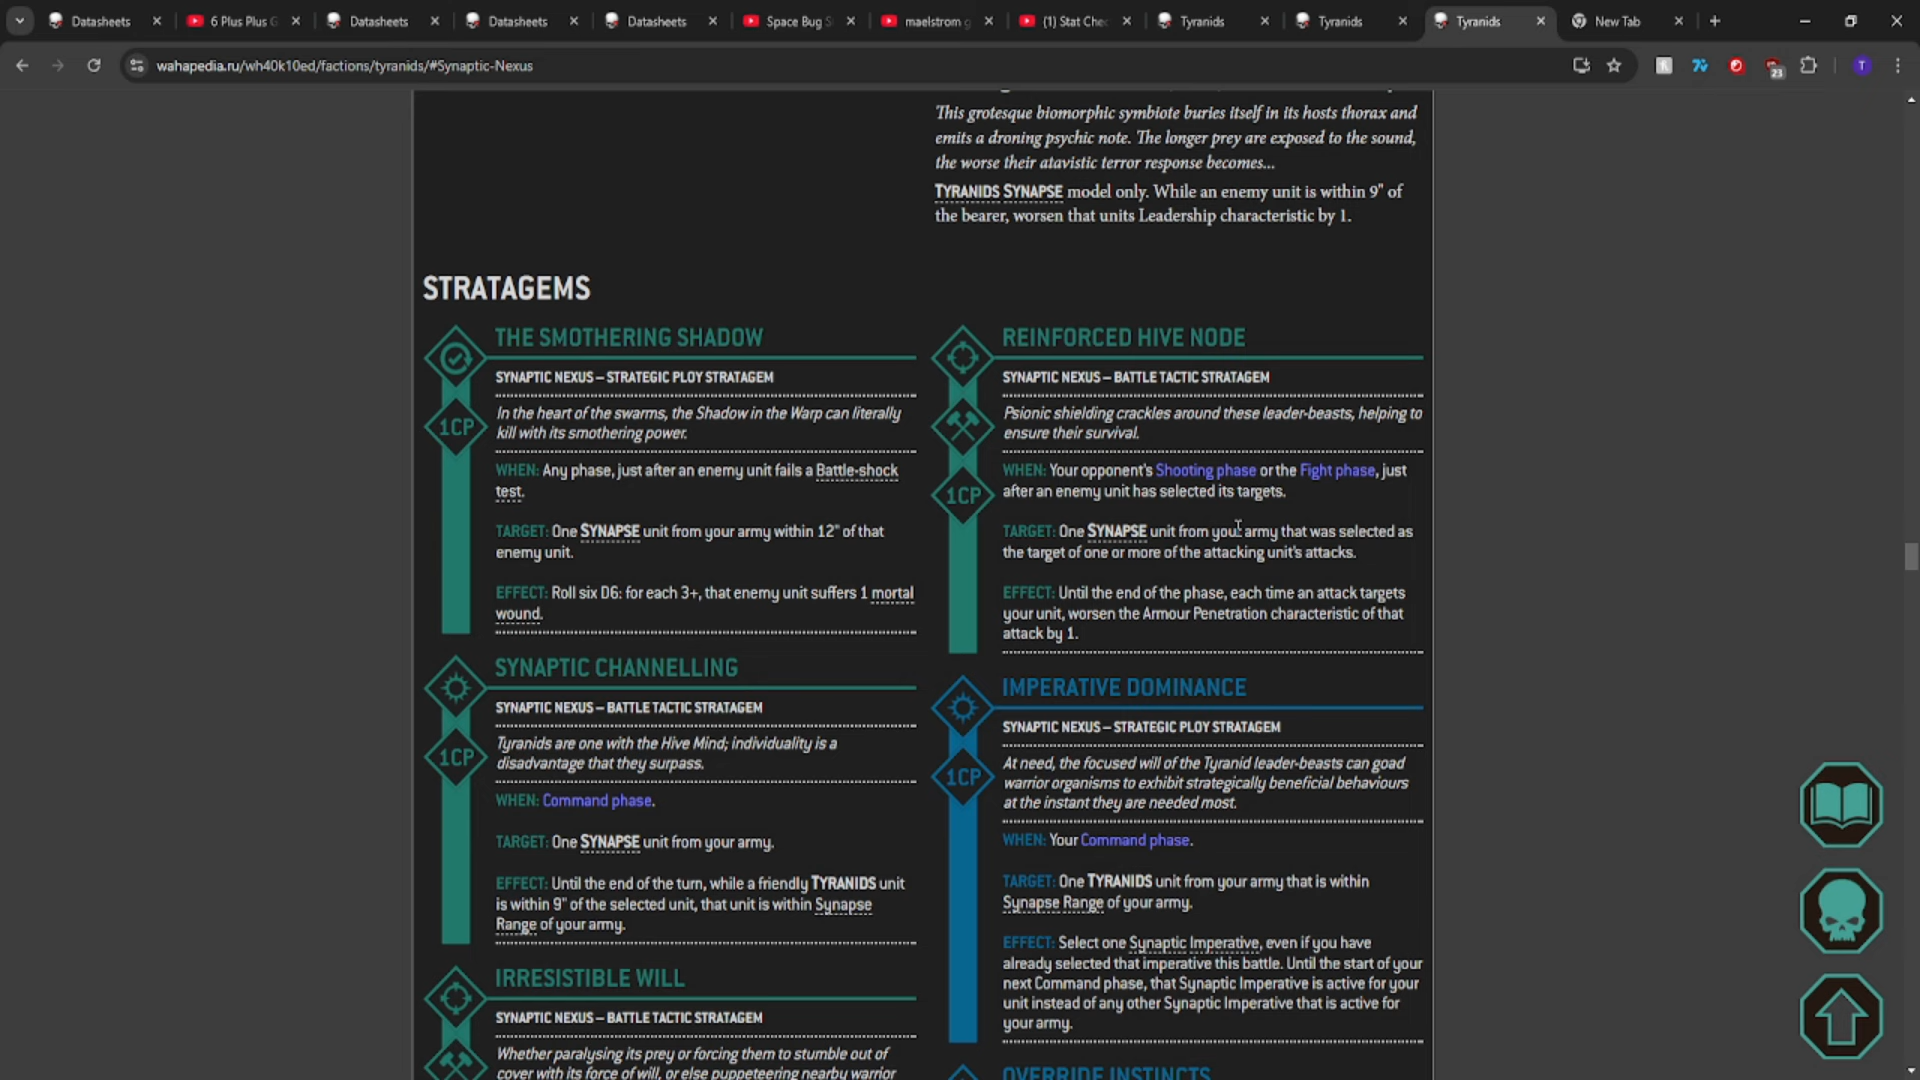 Datasheets
6 Plus Plus G
Datasheets
Datasheets
Datasheets
Space Bug S
maelstrom g
(1) Stat Chec
Tyranids
Tyranids
Tyranids
New Tab
wahapedia.ru/wh40k10ed/factions/tyranids/#Synaptic-Nexus
23
T
This grotesque biomorphic symbiote buries itself in its hosts thorax and
emits a droning psychic note. The longer prey are exposed to the sound,
the worse their atavistic terror response becomes...
TYRANIDS SYNAPSE model only. While an enemy unit is within 9" of
the bearer, worsen that units Leadership characteristic by 1.
STRATAGEMS
THE SMOTHERING SHADOW
SYNAPTIC NEXUS – STRATEGIC PLOY STRATAGEM
1CP
In the heart of the swarms, the Shadow in the Warp can literally
kill with its smothering power.
WHEN: Any phase, just after an enemy unit fails a Battle-shock
test.
TARGET: One SYNAPSE unit from your army within 12" of that
enemy unit.
EFFECT: Roll six D6: for each 3+, that enemy unit suffers 1 mortal
wound.
SYNAPTIC CHANNELLING
SYNAPTIC NEXUS – BATTLE TACTIC STRATAGEM
1CP
Tyranids are one with the Hive Mind; individuality is a
disadvantage that they surpass.
WHEN: Command phase.
TARGET: One SYNAPSE unit from your army.
EFFECT: Until the end of the turn, while a friendly TYRANIDS unit
is within 9" of the selected unit, that unit is within Synapse
Range of your army.
IRRESISTIBLE WILL
SYNAPTIC NEXUS – BATTLE TACTIC STRATAGEM
Whether paralysing its prey or forcing them to stumble out of
cover with its force of will, or else puppeteering nearby warrior
REINFORCED HIVE NODE
SYNAPTIC NEXUS – BATTLE TACTIC STRATAGEM
Psionic shielding crackles around these leader-beasts, helping to
ensure their survival.
1CP
WHEN: Your opponent's Shooting phase or the Fight phase, just
after an enemy unit has selected its targets.
TARGET: One SYNAPSE unit from your army that was selected as
the target of one or more of the attacking unit's attacks.
EFFECT: Until the end of the phase, each time an attack targets
your unit, worsen the Armour Penetration characteristic of that
attack by 1.
IMPERATIVE DOMINANCE
SYNAPTIC NEXUS – STRATEGIC PLOY STRATAGEM
1CP
At need, the focused will of the Tyranid leader-beasts can goad
warrior organisms to exhibit strategically beneficial behaviours
at the instant they are needed most.
WHEN: Your Command phase.
TARGET: One TYRANIDS unit from your army that is within
Synapse Range of your army.
EFFECT: Select one Synaptic Imperative, even if you have
already selected that imperative this battle. Until the start of your
next Command phase, that Synaptic Imperative is active for your
unit instead of any other Synaptic Imperative that is active for
your army.
OVERRIDE INSTINCTS